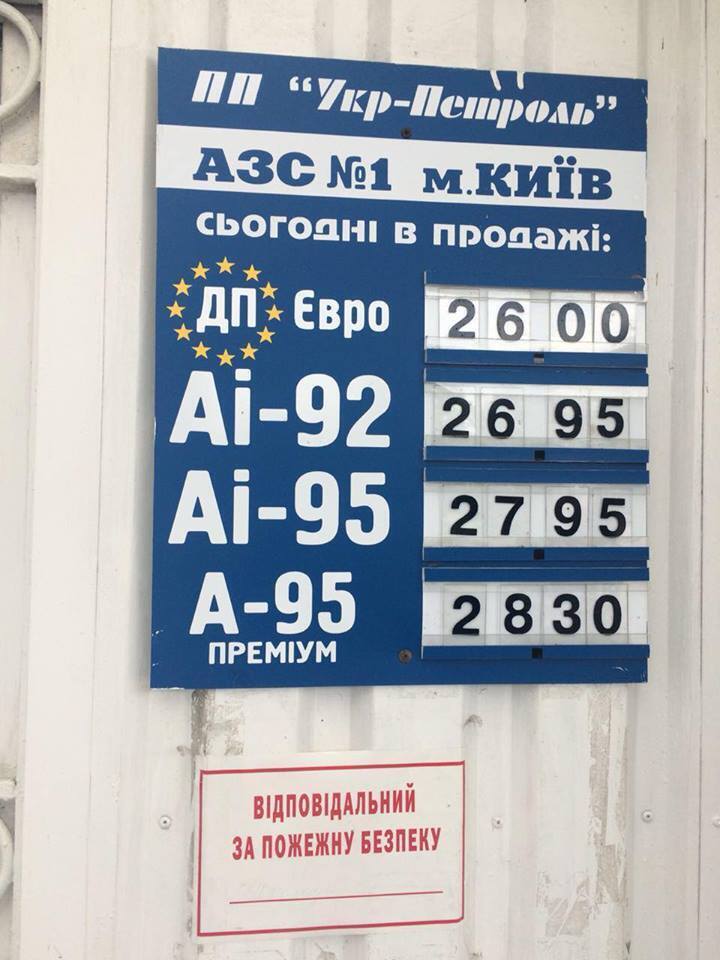 ПП "Укр-Петроль"
АЗС №1 м.КИЇВ
сьогодні в продажі:
ДП Євро 26 00
Аі-92 26 95
Аі-95 27 95
А-95 28 30
ПРЕМІУМ
ВІДПОВІДАЛЬНИЙ
ЗА ПОЖЕЖНУ БЕЗПЕКУ